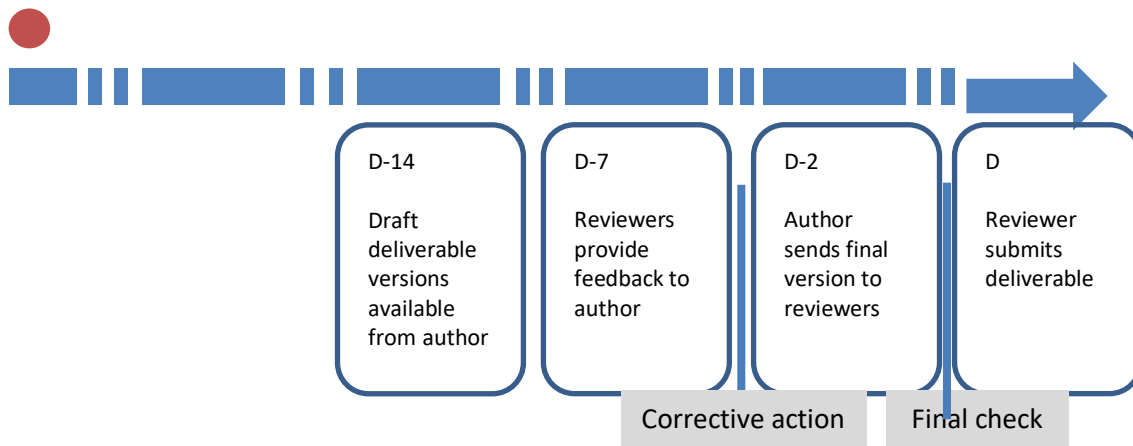 D-14
Draft
deliverable
versions
available
from author
D-7
Reviewers
provide
feedback to
author
D-2
Author
sends final
version to
reviewers
D
Reviewer
submits
deliverable
Corrective action
Final check